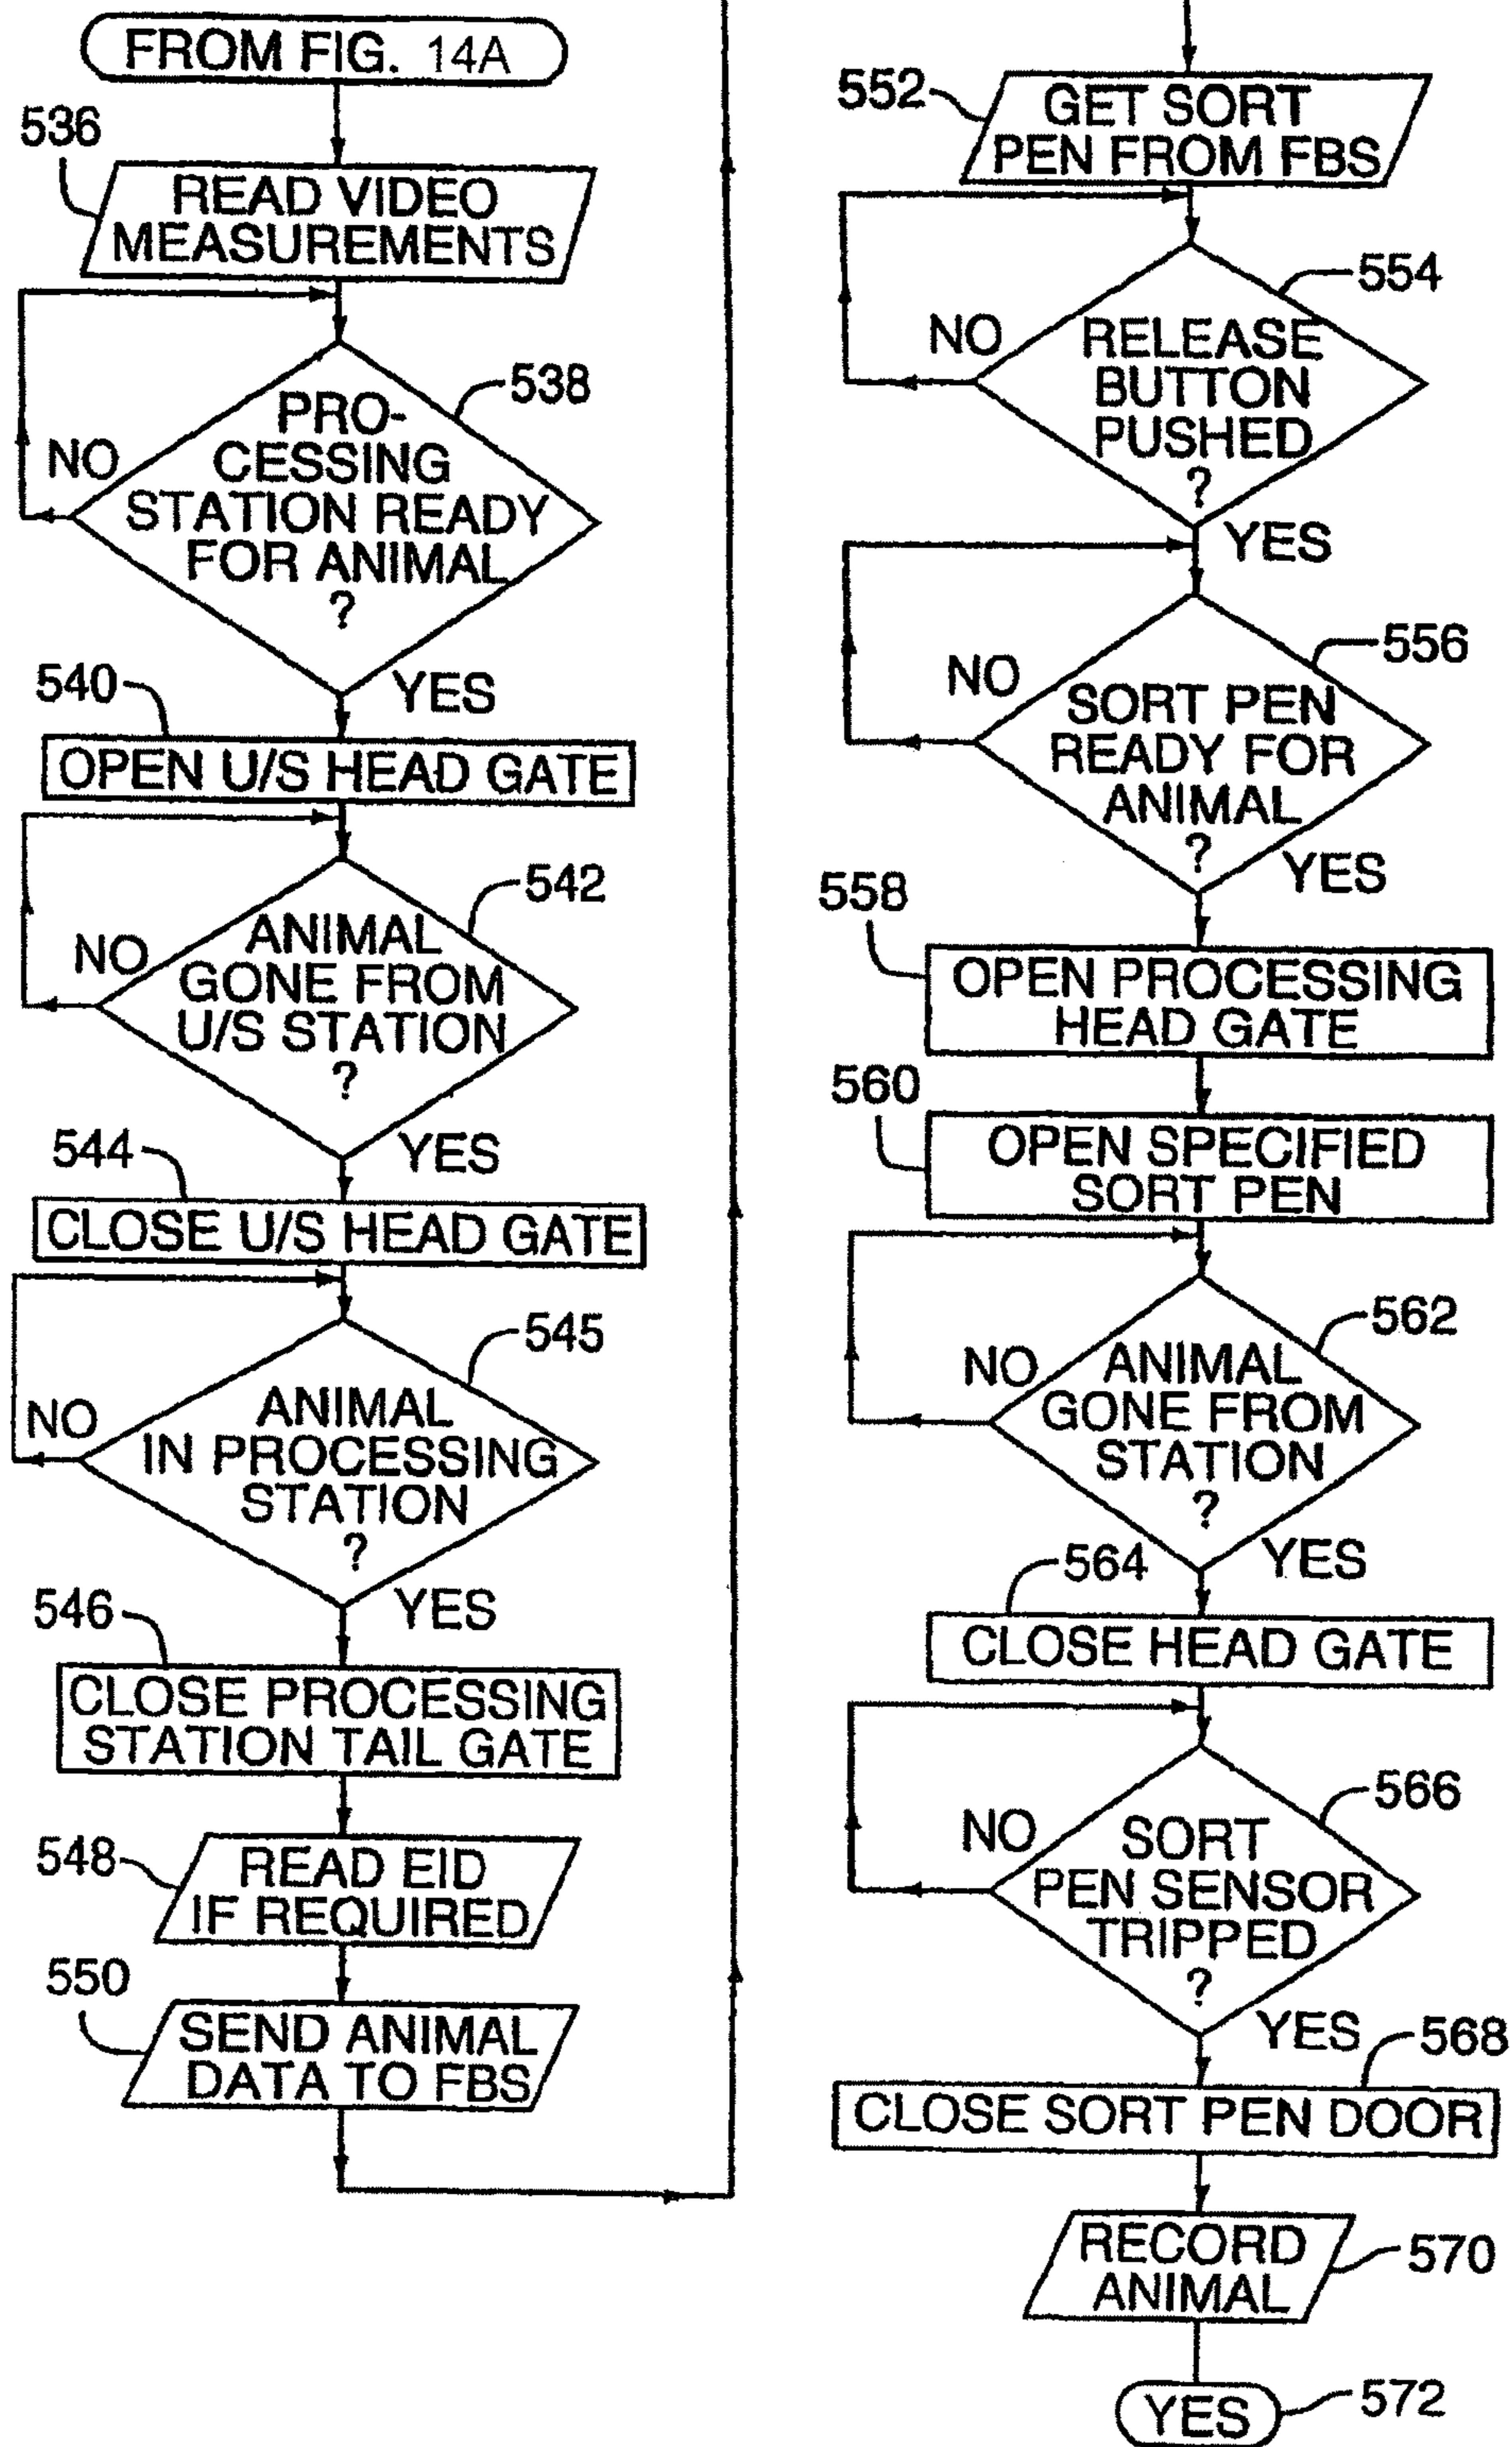 FROM FIG. 14A
536
READ VIDEO
MEASUREMENTS
538
PRO-
CESSING
STATION READY
FOR ANIMAL
?
NO
YES
540
OPEN U/S HEAD GATE
542
ANIMAL
GONE FROM
U/S STATION
?
NO
YES
544
CLOSE U/S HEAD GATE
545
ANIMAL
IN PROCESSING
STATION
?
NO
YES
546
CLOSE PROCESSING
STATION TAIL GATE
548
READ EID
IF REQUIRED
550
SEND ANIMAL
DATA TO FBS
552
GET SORT
PEN FROM FBS
554
RELEASE
BUTTON
PUSHED
?
NO
YES
556
SORT PEN
READY FOR
ANIMAL
?
NO
YES
558
OPEN PROCESSING
HEAD GATE
560
OPEN SPECIFIED
SORT PEN
562
ANIMAL
GONE FROM
STATION
?
NO
YES
564
CLOSE HEAD GATE
566
SORT
PEN SENSOR
TRIPPED
?
NO
YES
568
CLOSE SORT PEN DOOR
570
RECORD
ANIMAL
YES
572